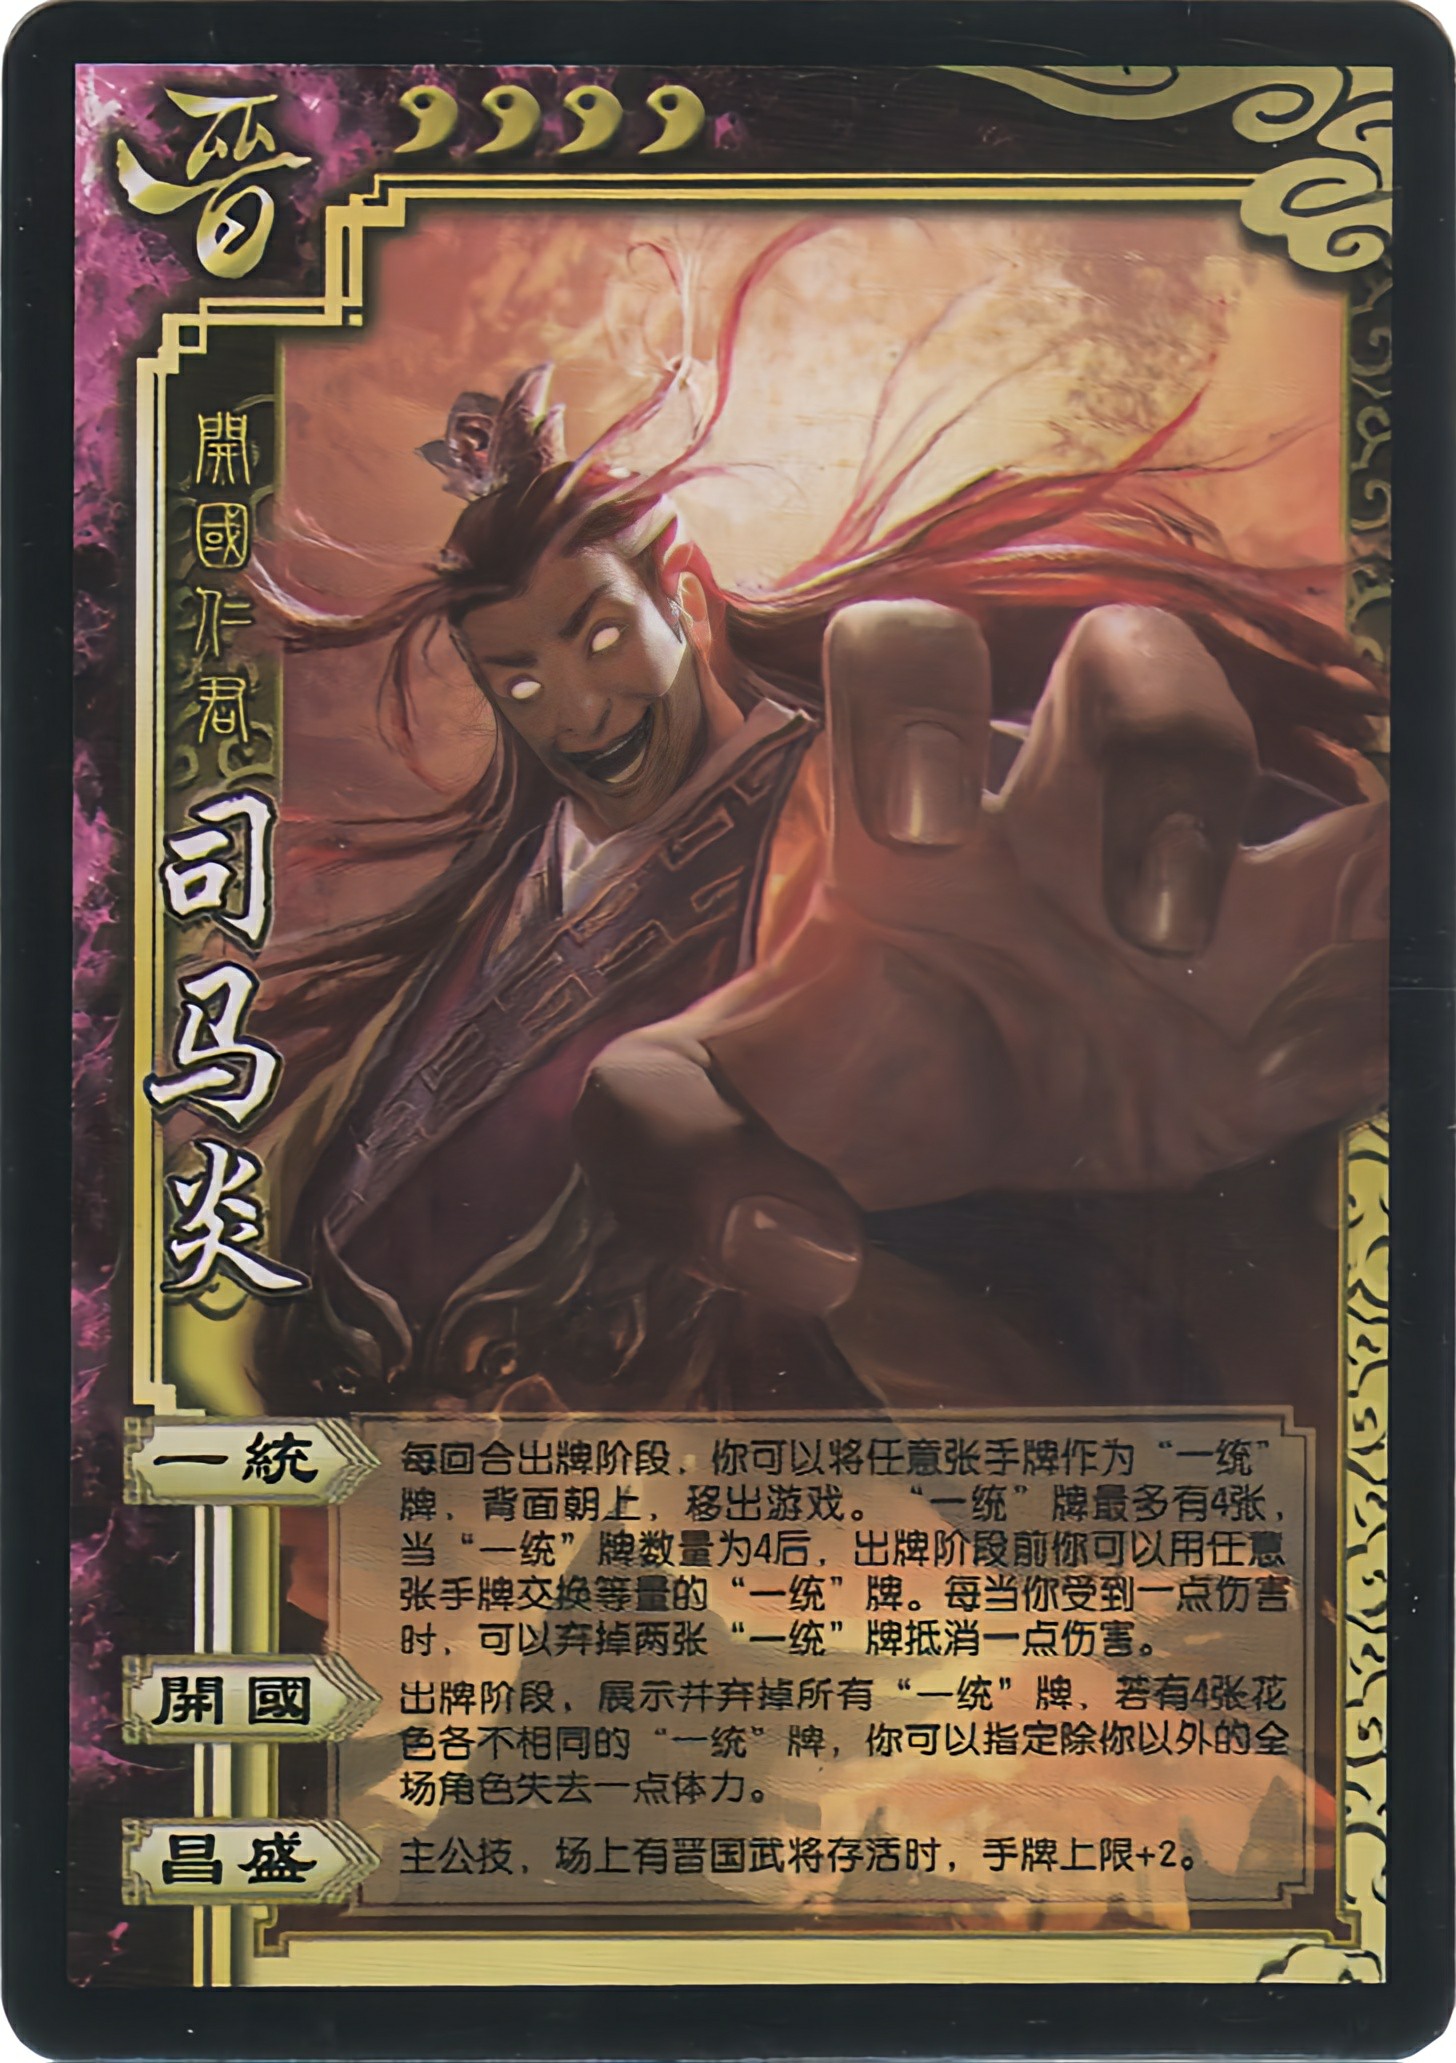 晋
開國仁君
司马炎
一統
每回合出牌阶段，你可以将任意张手牌作为“一统”
牌，背面朝上，移出游戏。“一统”牌最多有4张，
当“一统”牌数量为4后，出牌阶段前你可以用任意
张手牌交换等量的“一统”牌。每当你受到一点伤害
时，可以弃掉两张“一统”牌抵消一点伤害。
開國
出牌阶段，展示并弃掉所有“一统”牌，若有4张花
色各不相同的“一统”牌，你可以指定除你以外的全
场角色失去一点体力。
昌盛
主公技，场上有晋国武将存活时，手牌上限+2。